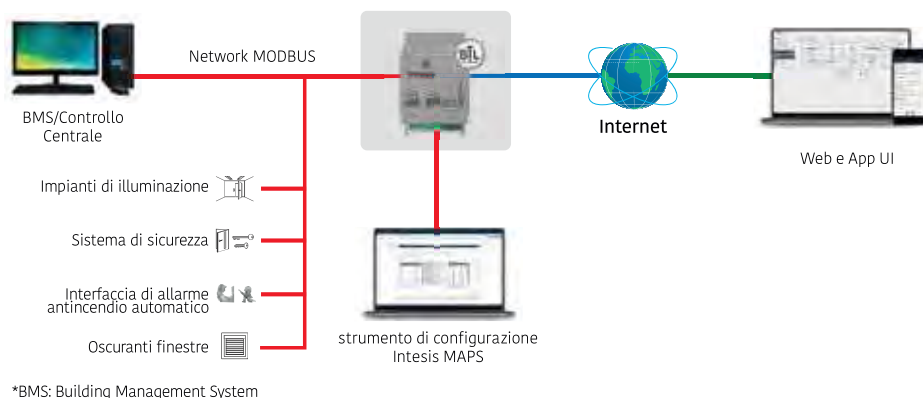 Network MODBUS
BTL
BMS/Controllo
Centrale
Internet
Web e App UI
Impianti di illuminazione
Sistema di sicurezza
Interfaccia di allarme
antincendio automatico
Oscuranti finestre
strumento di configurazione
Intesis MAPS
*BMS: Building Management System